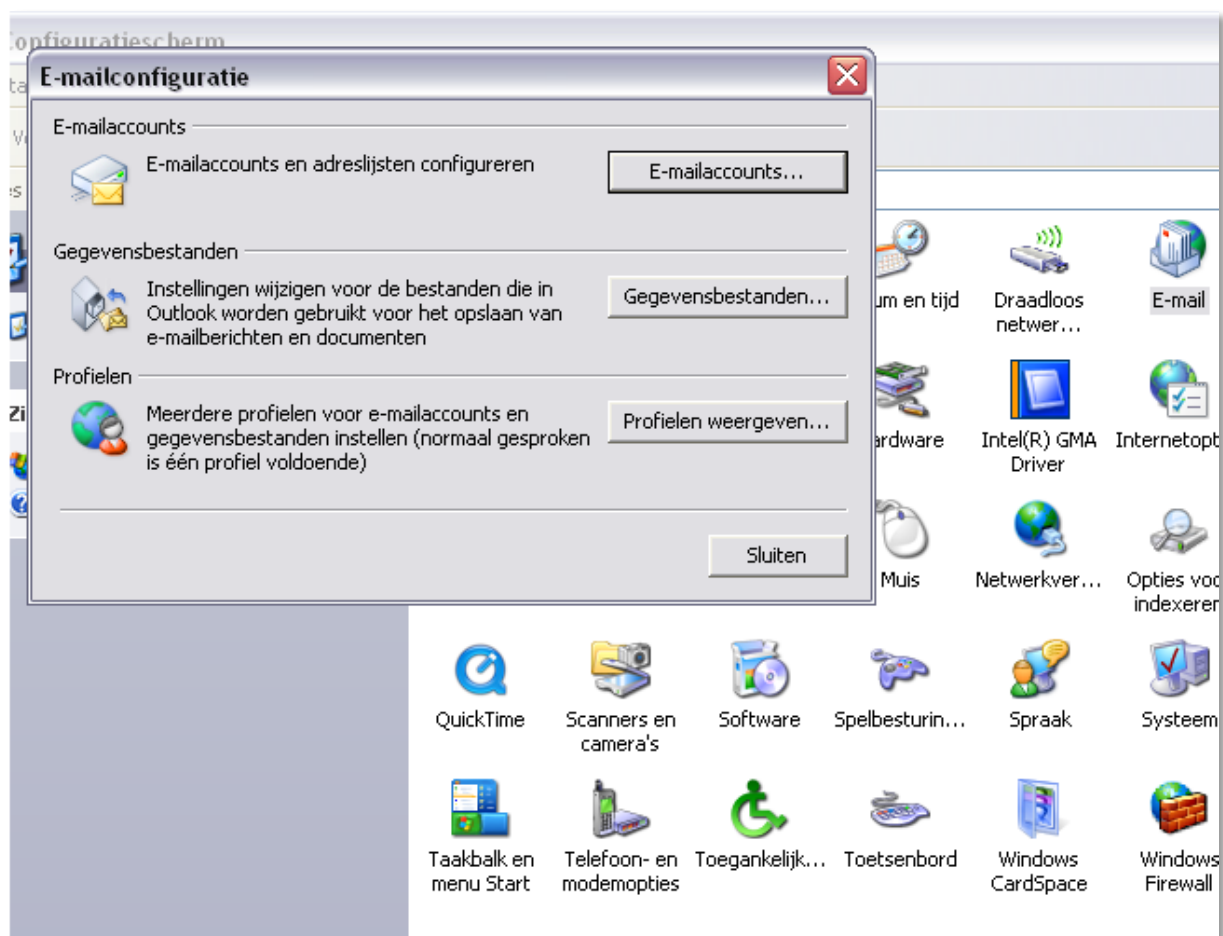 Configuratiescherm
E-mailconfiguratie
E-mailaccounts
E-mailaccounts en adreslijsten configureren
E-mailaccounts...
Gegevensbestanden
Instellingen wijzigen voor de bestanden die in
Outlook worden gebruikt voor het opslaan van
e-mailberichten en documenten
Gegevensbestanden...
Profielen
Meerdere profielen voor e-mailaccounts en
gegevensbestanden instellen (normaal gesproken
is één profiel voldoende)
Profielen weergeven...
Sluiten
um en tijd
Draadloos
netwer...
E-mail
Zi
ardware
Intel(R) GMA
Driver
Internetopt
Muis
Netwerkver...
Opties voo
indexeren
QuickTime
Scanners en
camera's
Software
Spelbesturin...
Spraak
Systeem
Taakbalk en
menu Start
Telefoon- en
modemopties
Toegankelijk...
Toetsenbord
Windows
CardSpace
Windows
Firewall